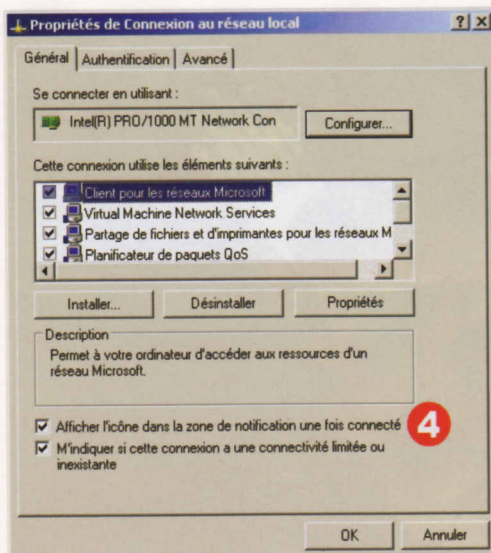 Propriétés de Connexion au réseau local
Général Authentification Avancé
Se connecter en utilisant :
Intel(R) PRO/1000 MT Network Con Configurer...
Cette connexion utilise les éléments suivants :
Client pour les réseaux Microsoft
Virtual Machine Network Services
Partage de fichiers et d'imprimantes pour les réseaux M
Planificateur de paquets QoS
Installer... Désinstaller Propriétés
Description
Permet à votre ordinateur d'accéder aux ressources d'un
réseau Microsoft.
Afficher l'icône dans la zone de notification une fois connecté 4
M'indiquer si cette connexion a une connectivité limitée ou
inexistante
OK Annuler